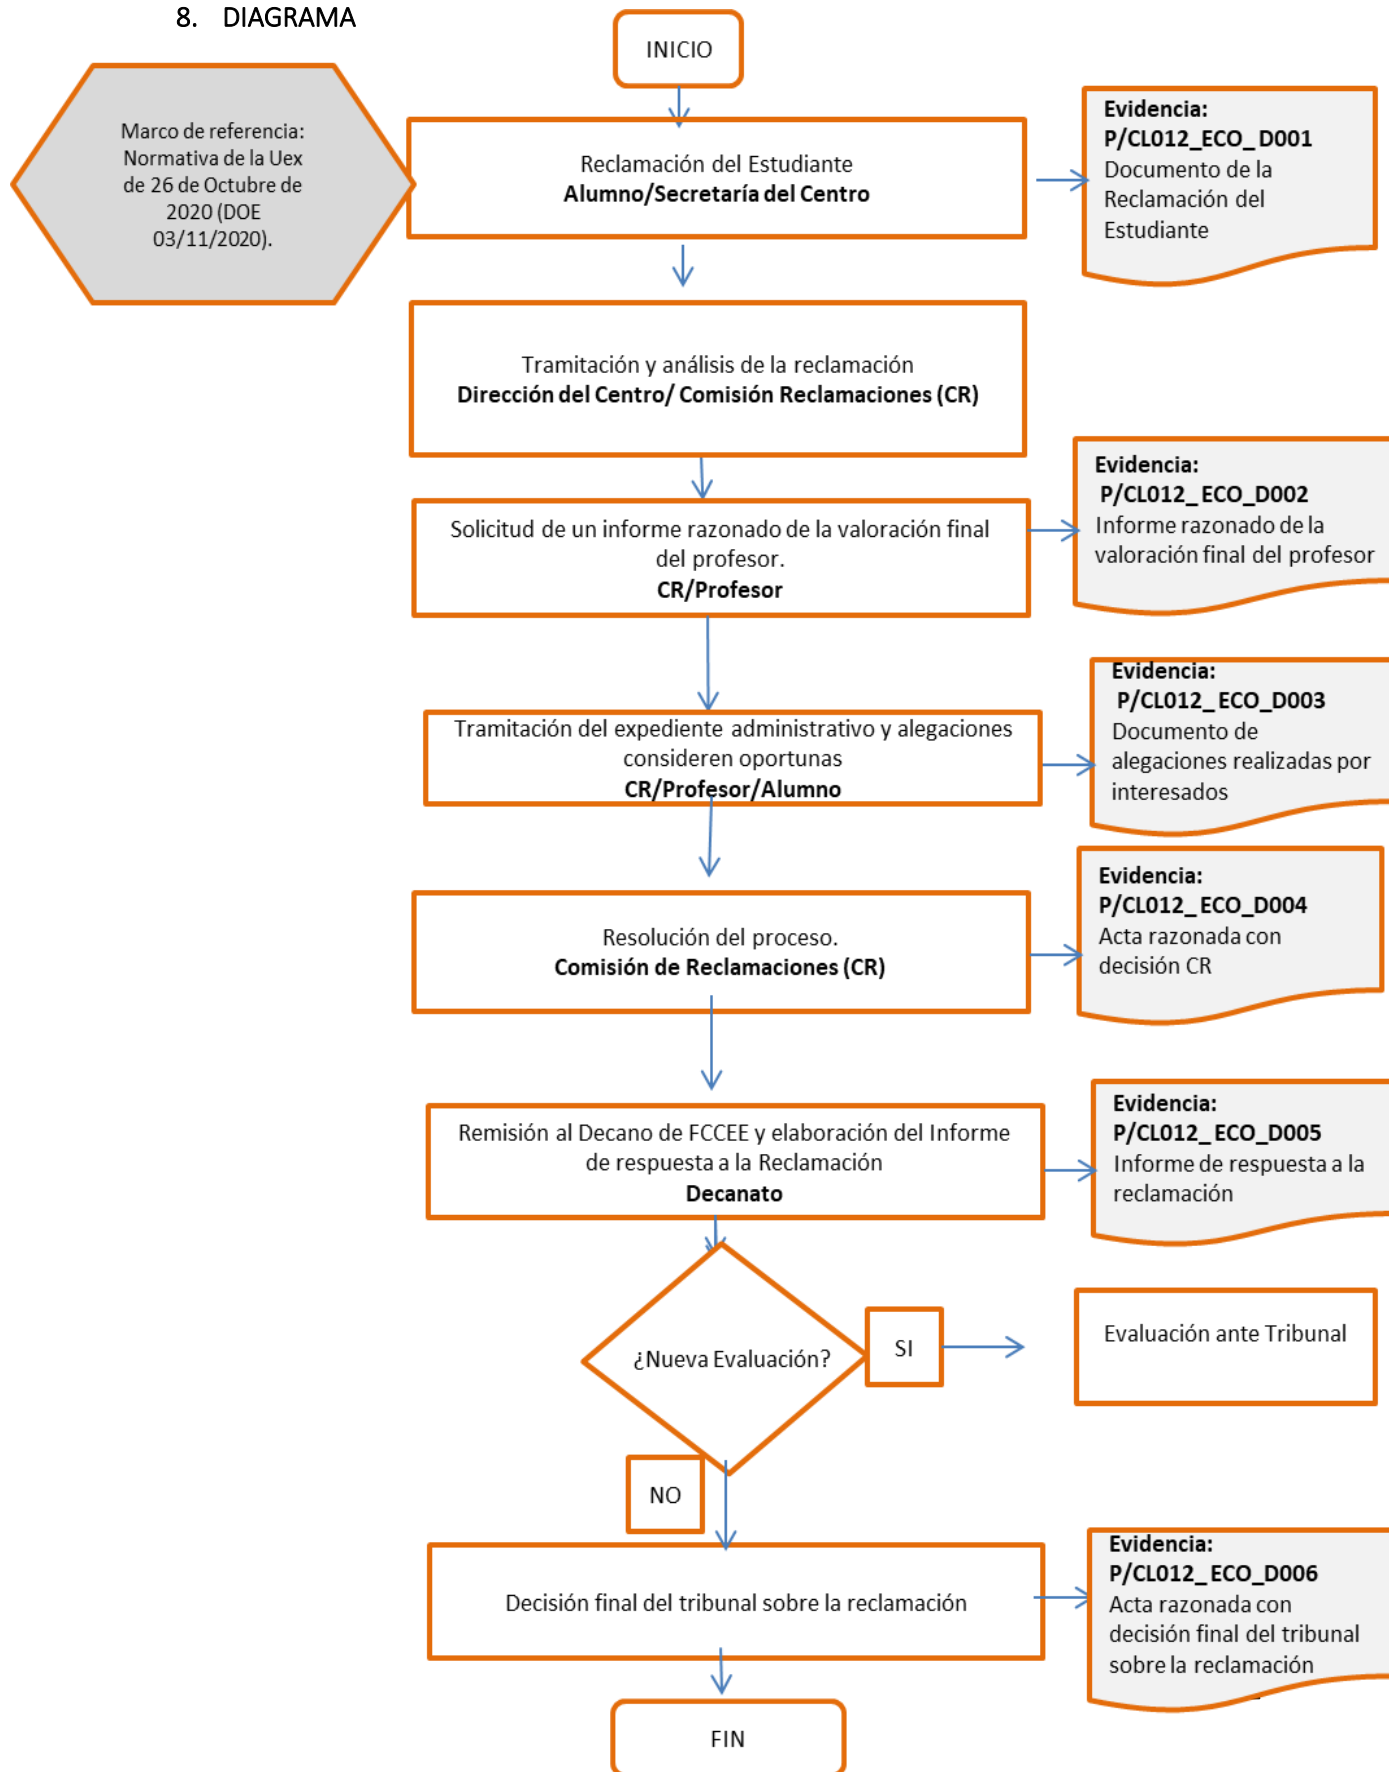 8. DIAGRAMA
INICIO
Marco de referencia:
Normativa de la Uex
de 26 de Octubre de
2020 (DOE
03/11/2020).
Reclamación del Estudiante
Alumno/Secretaría del Centro
Evidencia:
P/CL012_ECO_D001
Documento de la
Reclamación del
Estudiante
Tramitación y análisis de la reclamación
Dirección del Centro/ Comisión Reclamaciones (CR)
Solicitud de un informe razonado de la valoración final
del profesor.
CR/Profesor
Evidencia:
P/CL012_ECO_D002
Informe razonado de la
valoración final del profesor
Tramitación del expediente administrativo y alegaciones
consideren oportunas
CR/Profesor/Alumno
Evidencia:
P/CL012_ECO_D003
Documento de
alegaciones realizadas por
interesados
Resolución del proceso.
Comisión de Reclamaciones (CR)
Evidencia:
P/CL012_ECO_D004
Acta razonada con
decisión CR
Remisión al Decano de FCCEE y elaboración del Informe
de respuesta a la Reclamación
Decanato
Evidencia:
P/CL012_ECO_D005
Informe de respuesta a la
reclamación
¿Nueva Evaluación?
SI
Evaluación ante Tribunal
NO
Decisión final del tribunal sobre la reclamación
Evidencia:
P/CL012_ECO_D006
Acta razonada con
decisión final del tribunal
sobre la reclamación
FIN